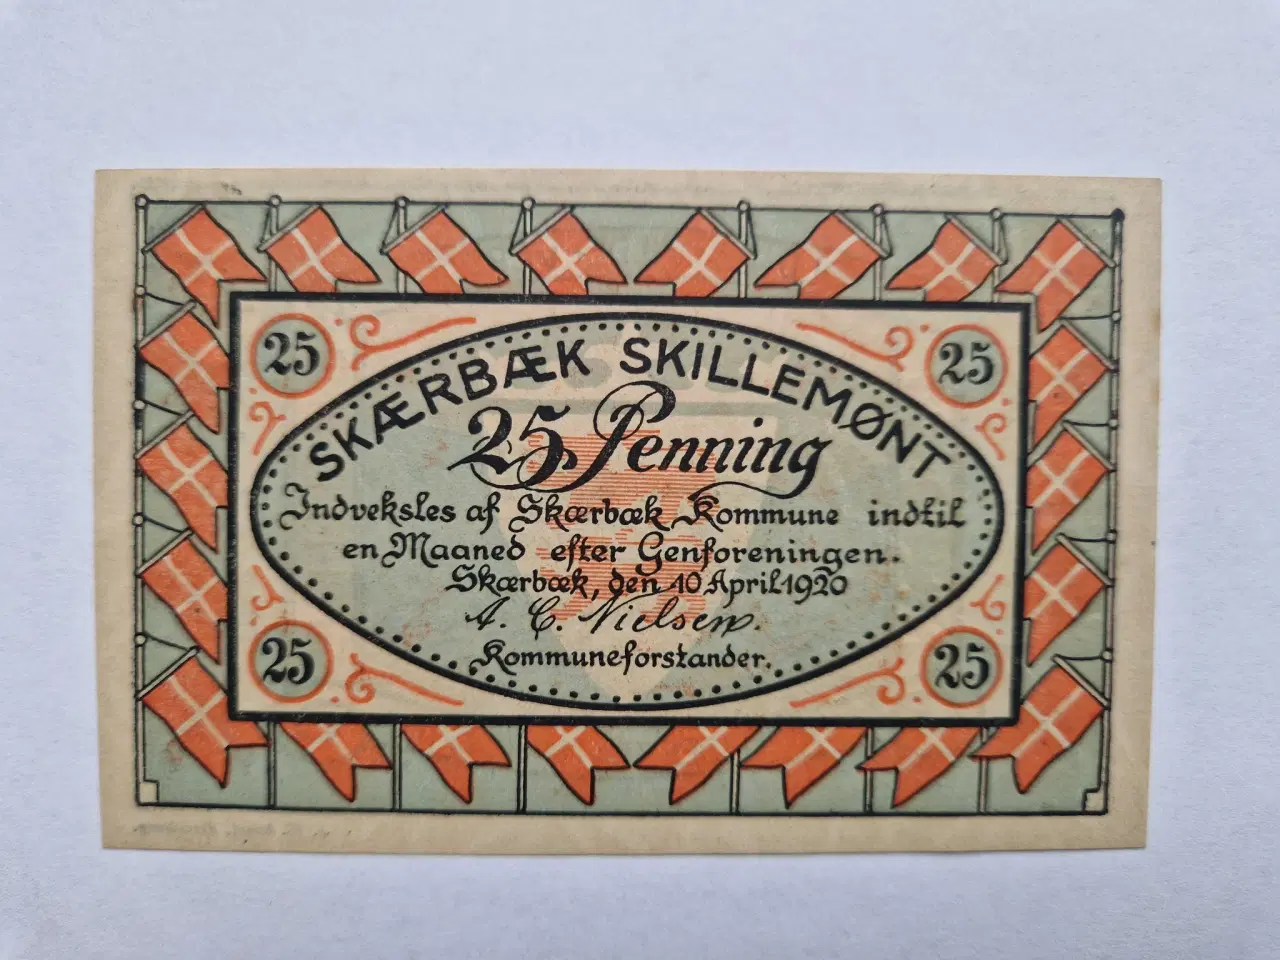 25
25
SKÆRBÆK SKILLEMØNT
25 Penning
Indveksles af Skærbæk Kommune indtil
en Maaned efter Genforeningen.
Skærbæk, den 10 April 1920
A. C. Nielsen.
Kommuneforstander.
25
25